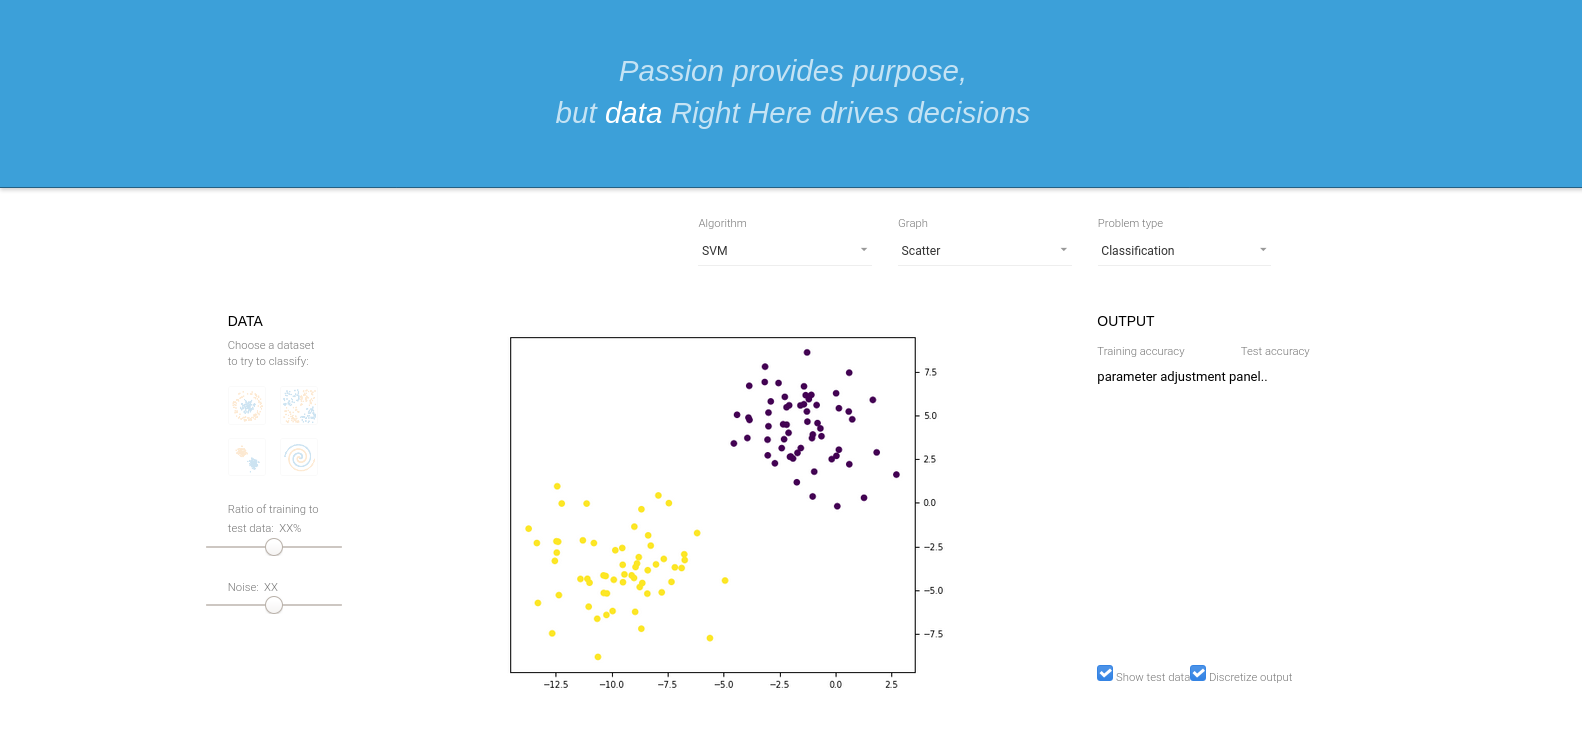 Passion provides purpose,
but data Right Here drives decisions
Algorithm
Graph
Problem type
SVM
Scatter
Classification
DATA
Choose a dataset
to try to classify:
Ratio of training to
test data: XX%
Noise: XX
7.5
5.0
2.5
0.0
−2.5
−5.0
−7.5
−12.5
−10.0
−7.5
−5.0
−2.5
0.0
2.5
OUTPUT
Training accuracy
Test accuracy
parameter adjustment panel..
Show test data
Discretize output